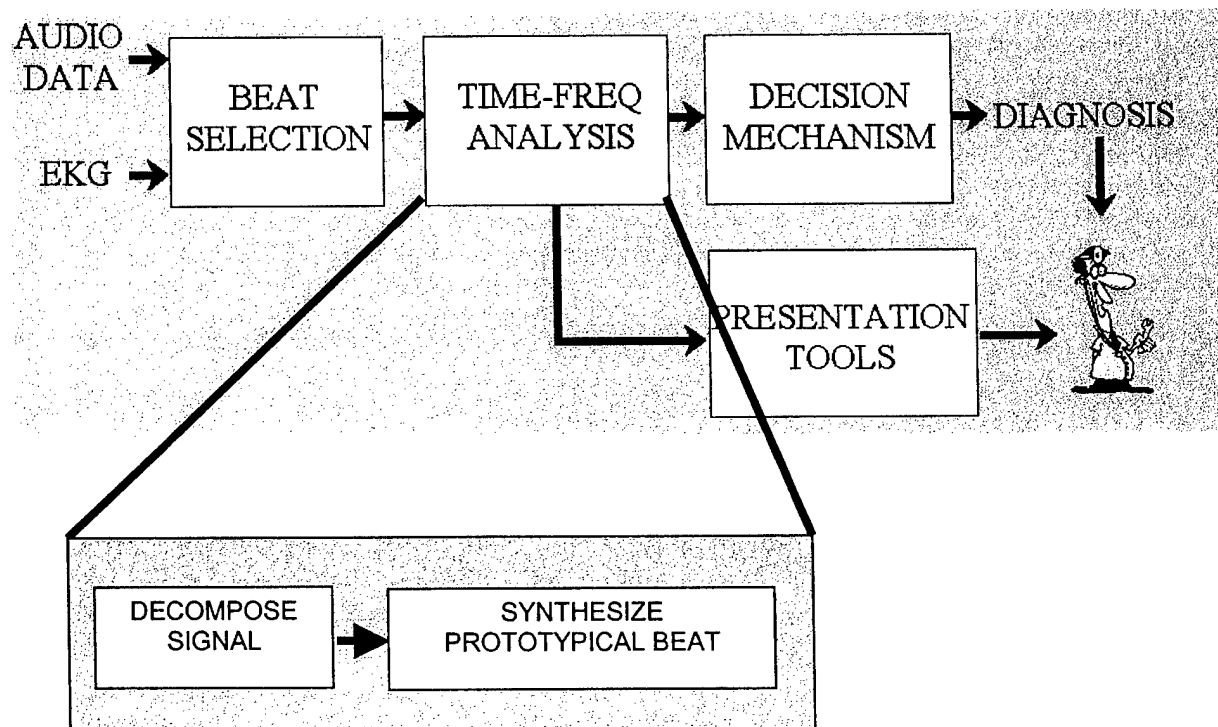 AUDIO
DATA
EKG
BEAT
SELECTION
TIME-FREQ
ANALYSIS
DECISION
MECHANISM
DIAGNOSIS
PRESENTATION
TOOLS
DECOMPOSE
SIGNAL
SYNTHESIZE
PROTOTYPICAL BEAT